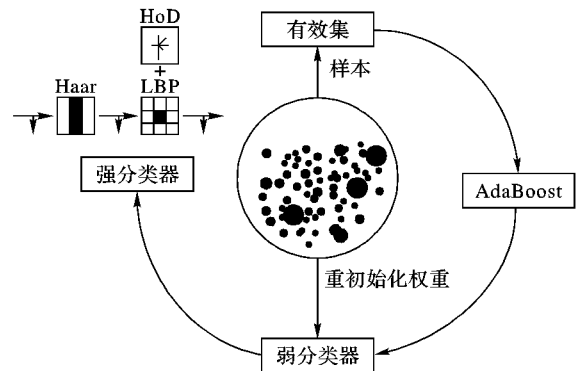 HoD
+
Haar
LBP
有效集
样本
强分类器
AdaBoost
重初始化权重
弱分类器